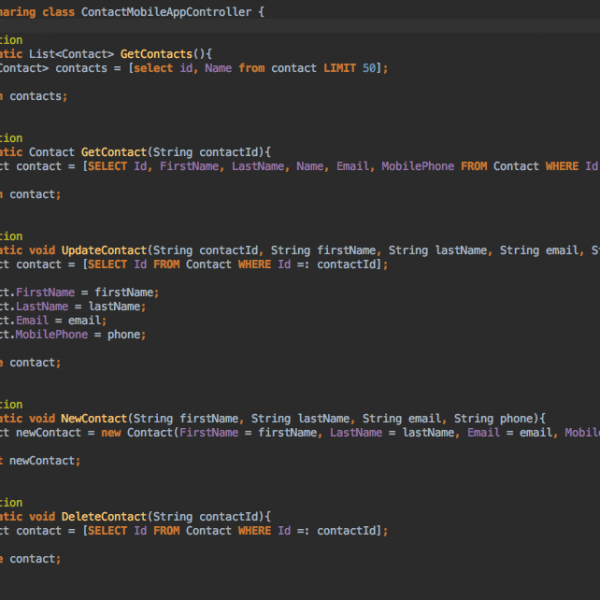 haring class ContactMobileAppController {
tion
atic List<Contact> GetContacts(){
Contact> contacts = [select id, Name from contact LIMIT 50];
n contacts;
tion
atic Contact GetContact(String contactId){
ct contact = [SELECT Id, FirstName, LastName, Name, Email, MobilePhone FROM Contact WHERE Id
n contact;
tion
atic void UpdateContact(String contactId, String firstName, String lastName, String email, S
ct contact = [SELECT Id FROM Contact WHERE Id =: contactId];
ct.FirstName = firstName;
ct.LastName = lastName;
ct.Email = email;
ct.MobilePhone = phone;
e contact;
tion
atic void NewContact(String firstName, String lastName, String email, String phone){
ct newContact = new Contact(FirstName = firstName, LastName = lastName, Email = email, Mobil
t newContact;
tion
atic void DeleteContact(String contactId){
ct contact = [SELECT Id FROM Contact WHERE Id =: contactId];
e contact;